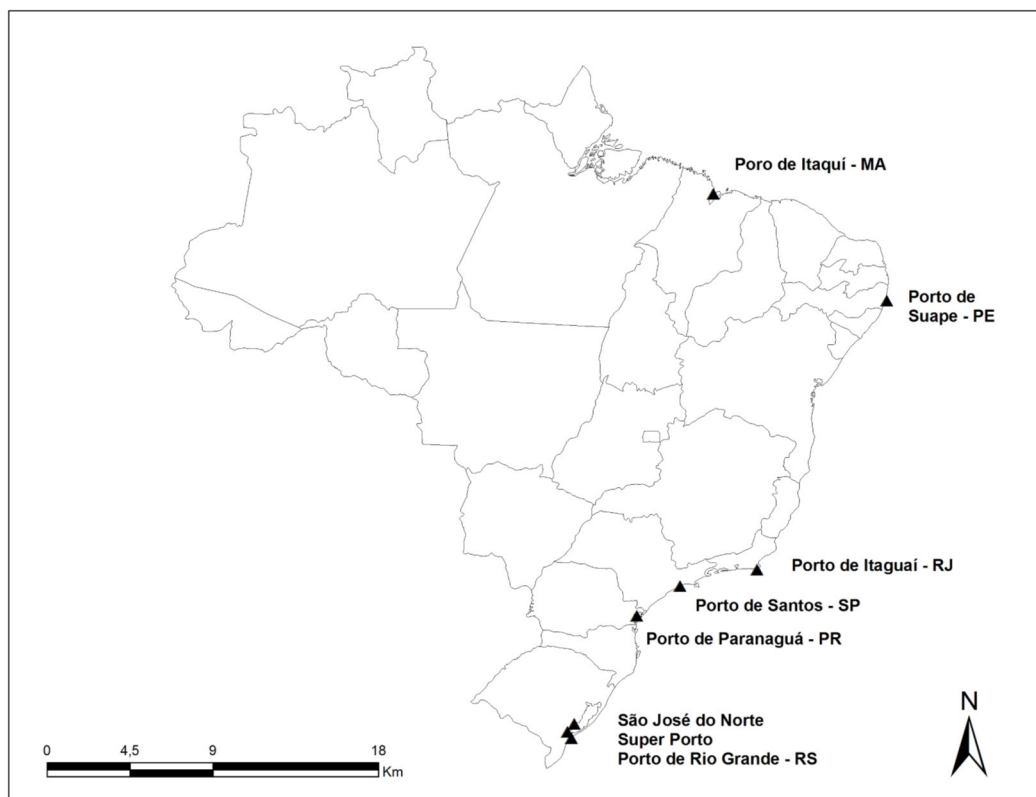 Poro de Itaquí - MA
Porto de
Suape - PE
Porto de Itaguaí - RJ
Porto de Santos - SP
Porto de Paranaguá - PR
São José do Norte
Super Porto
Porto de Rio Grande - RS
N
0 4,5 9 18
Km